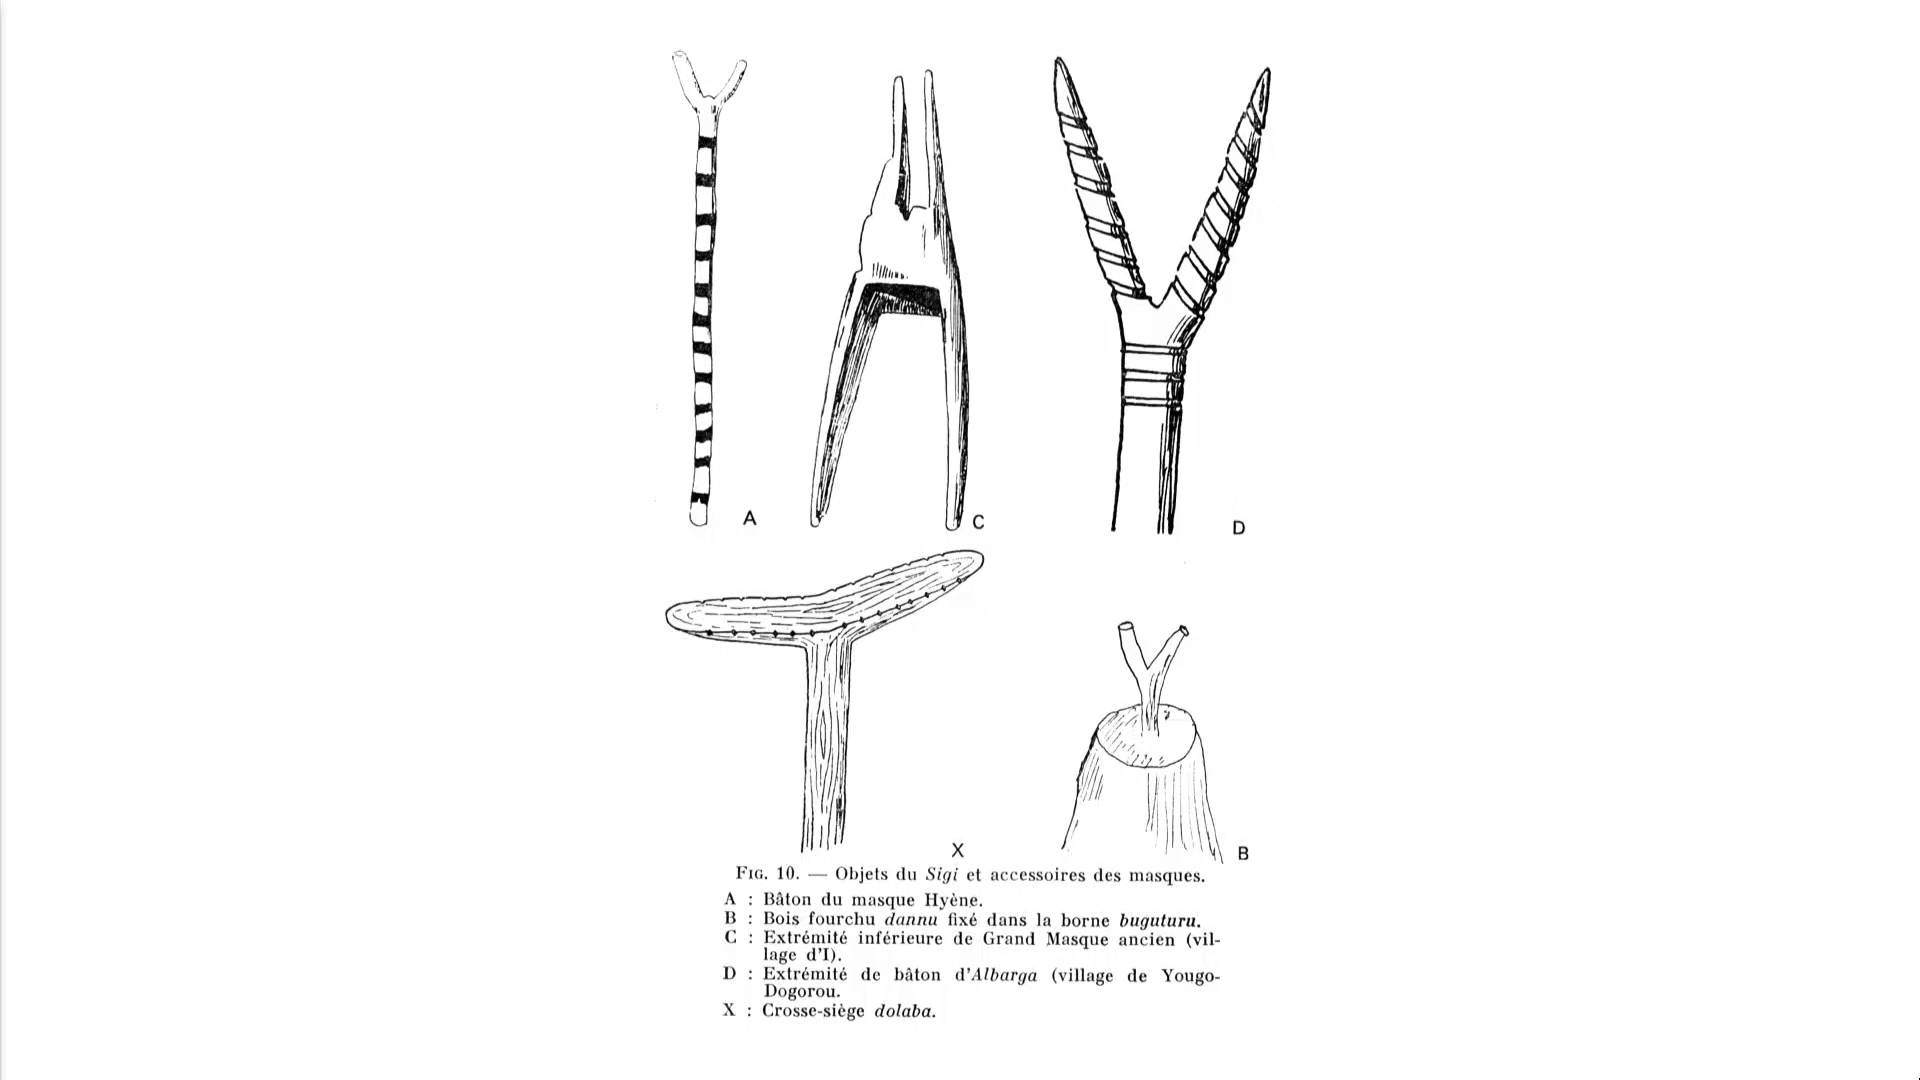 A
C
D
X
B
FIG. 10. — Objets du Sigi et accessoires des masques.
A : Bâton du masque Hyène.
B : Bois fourchu dannu fixé dans la borne buguturu.
C : Extrémité inférieure de Grand Masque ancien (vil-
lage d'I).
D : Extrémité de bâton d'Albarga (village de Yougo-
Dogorou.
X : Crosse-siège dolaba.